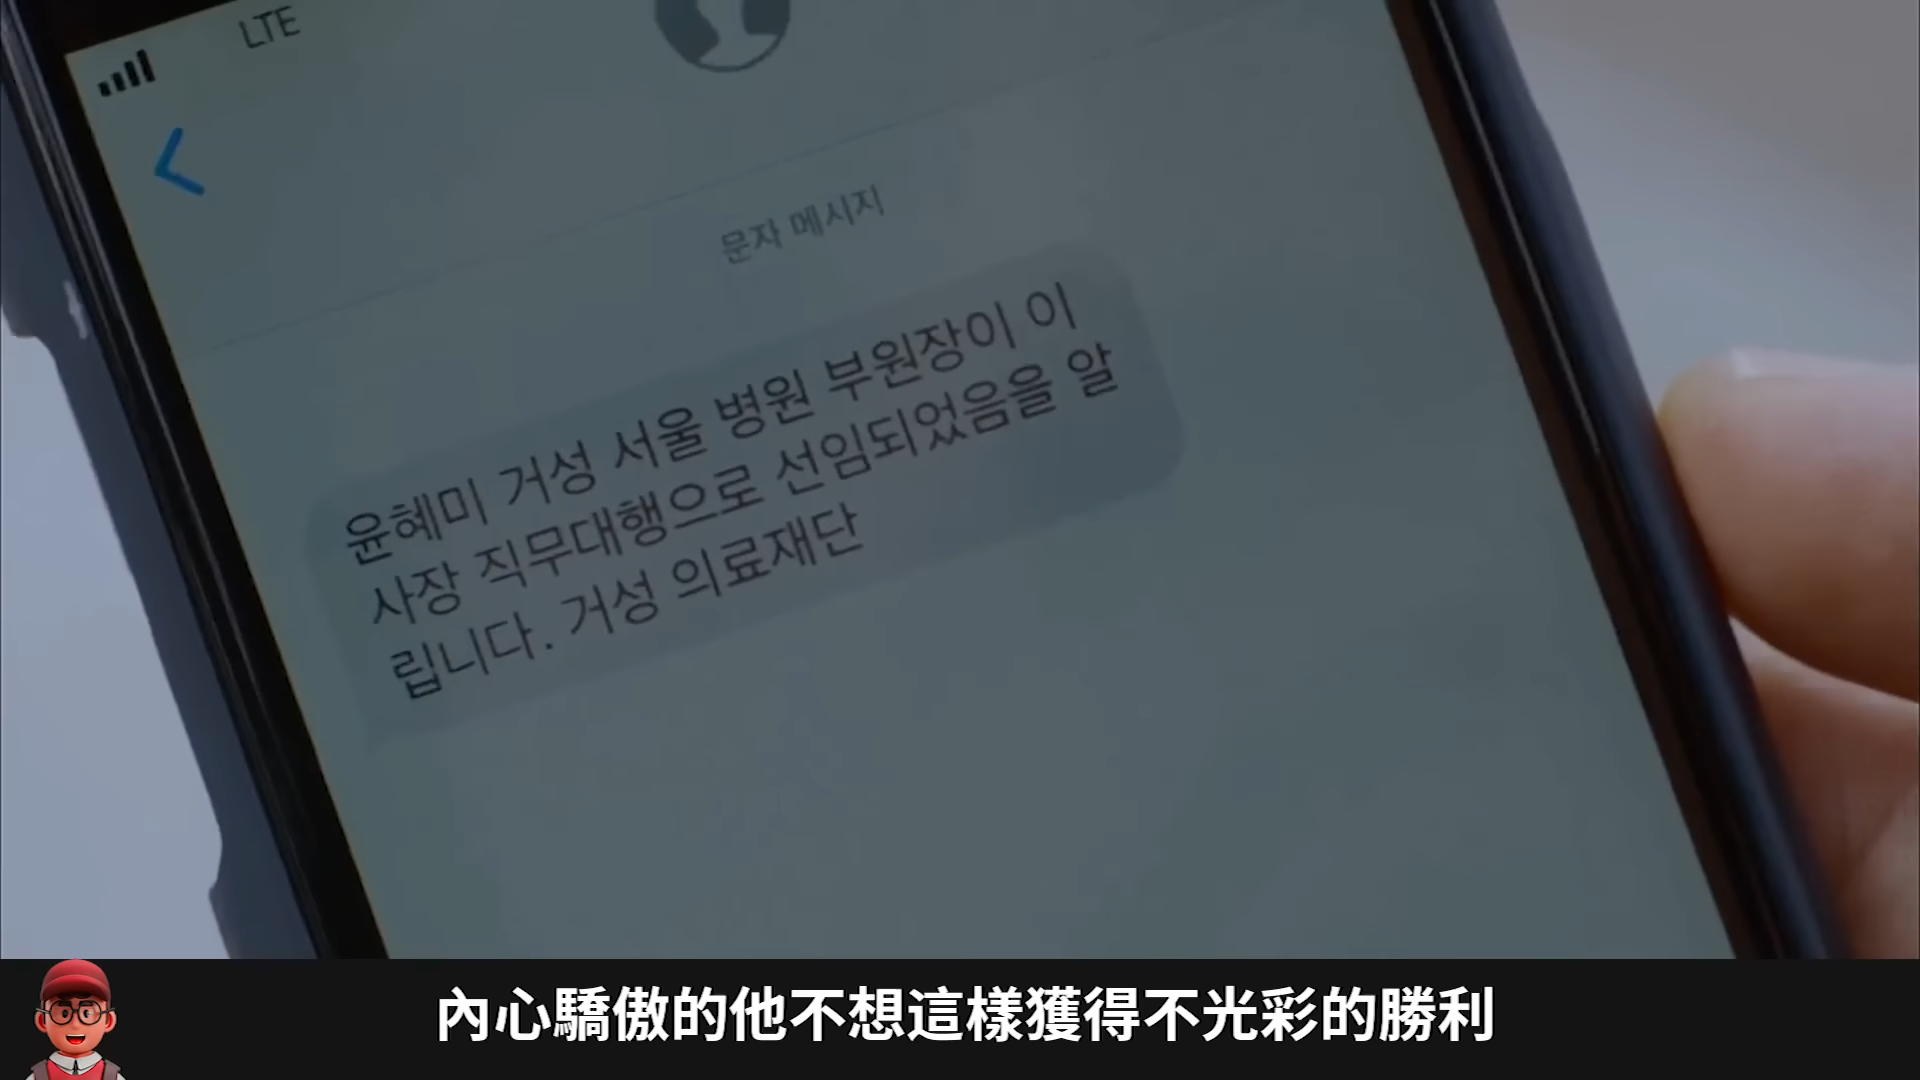 LTE
문자 메시지
윤혜미 거성 서울 병원 부원장이 이
사장 직무대행으로 선임되었음을 알
립니다. 거성 의료재단
內心驕傲的他不想這樣獲得不光彩的勝利